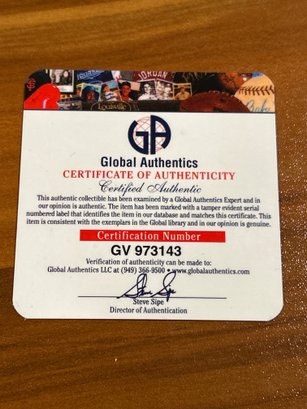 JORDAN
Louisville
GA
Global Authentics
CERTIFICATE OF AUTHENTICITY
Certified Authentic
This authentic collectible has been examined by a Global Authentics Expert and in
our opinion is authentic. The item has been marked with a tamper evident serial
numbered label that identifies the item in our database and matches this certificate. This
item is consistent with the exemplars in the Global library and in our opinion is genuine.
Certification Number
GV 973143
Verification of authenticity can be made to:
Global Authentics LLC at (949) 366-9500 • www.globalauthentics.com
Steve Sipe
Steve Sipe
Director of Authentication